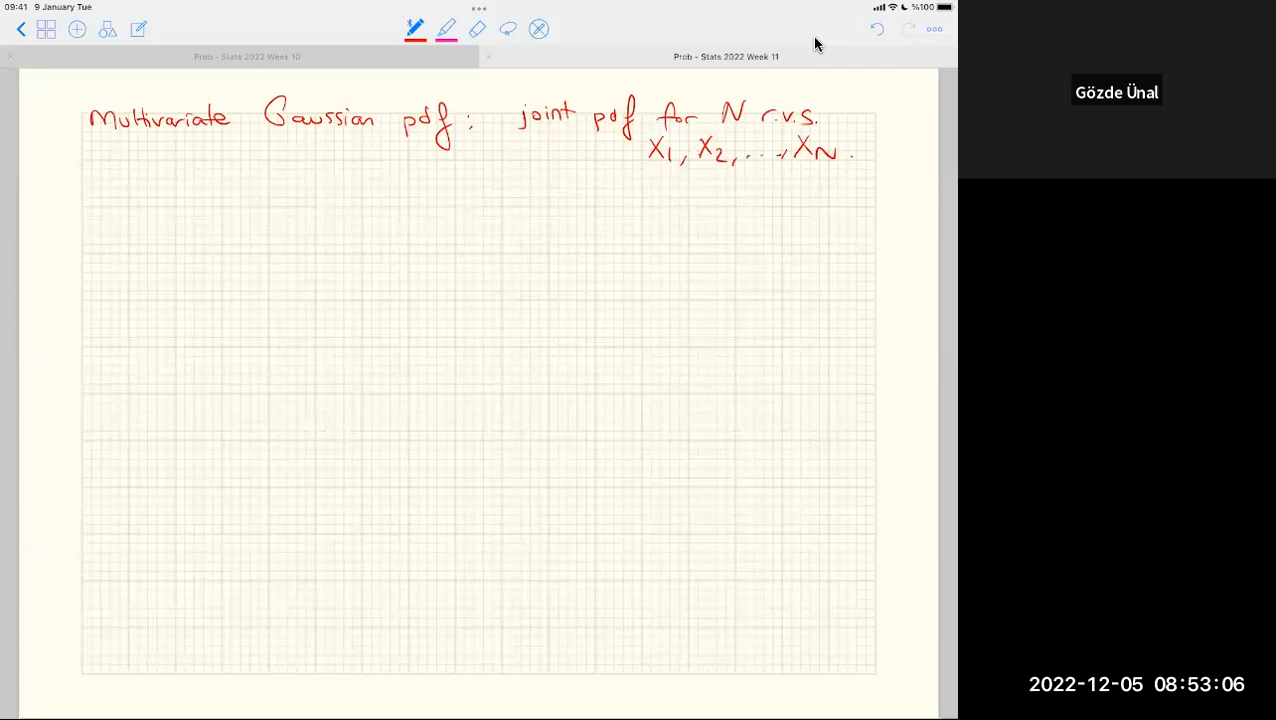 09:41 9 January Tue
%100
Prob - Stats 2022 Week 10
Prob - Stats 2022 Week 11
Multivariate Gaussian pdf : joint pdf for N r.v.s.
X1, X2, ..., XN.
Gözde Ünal
2022-12-05 08:53:06